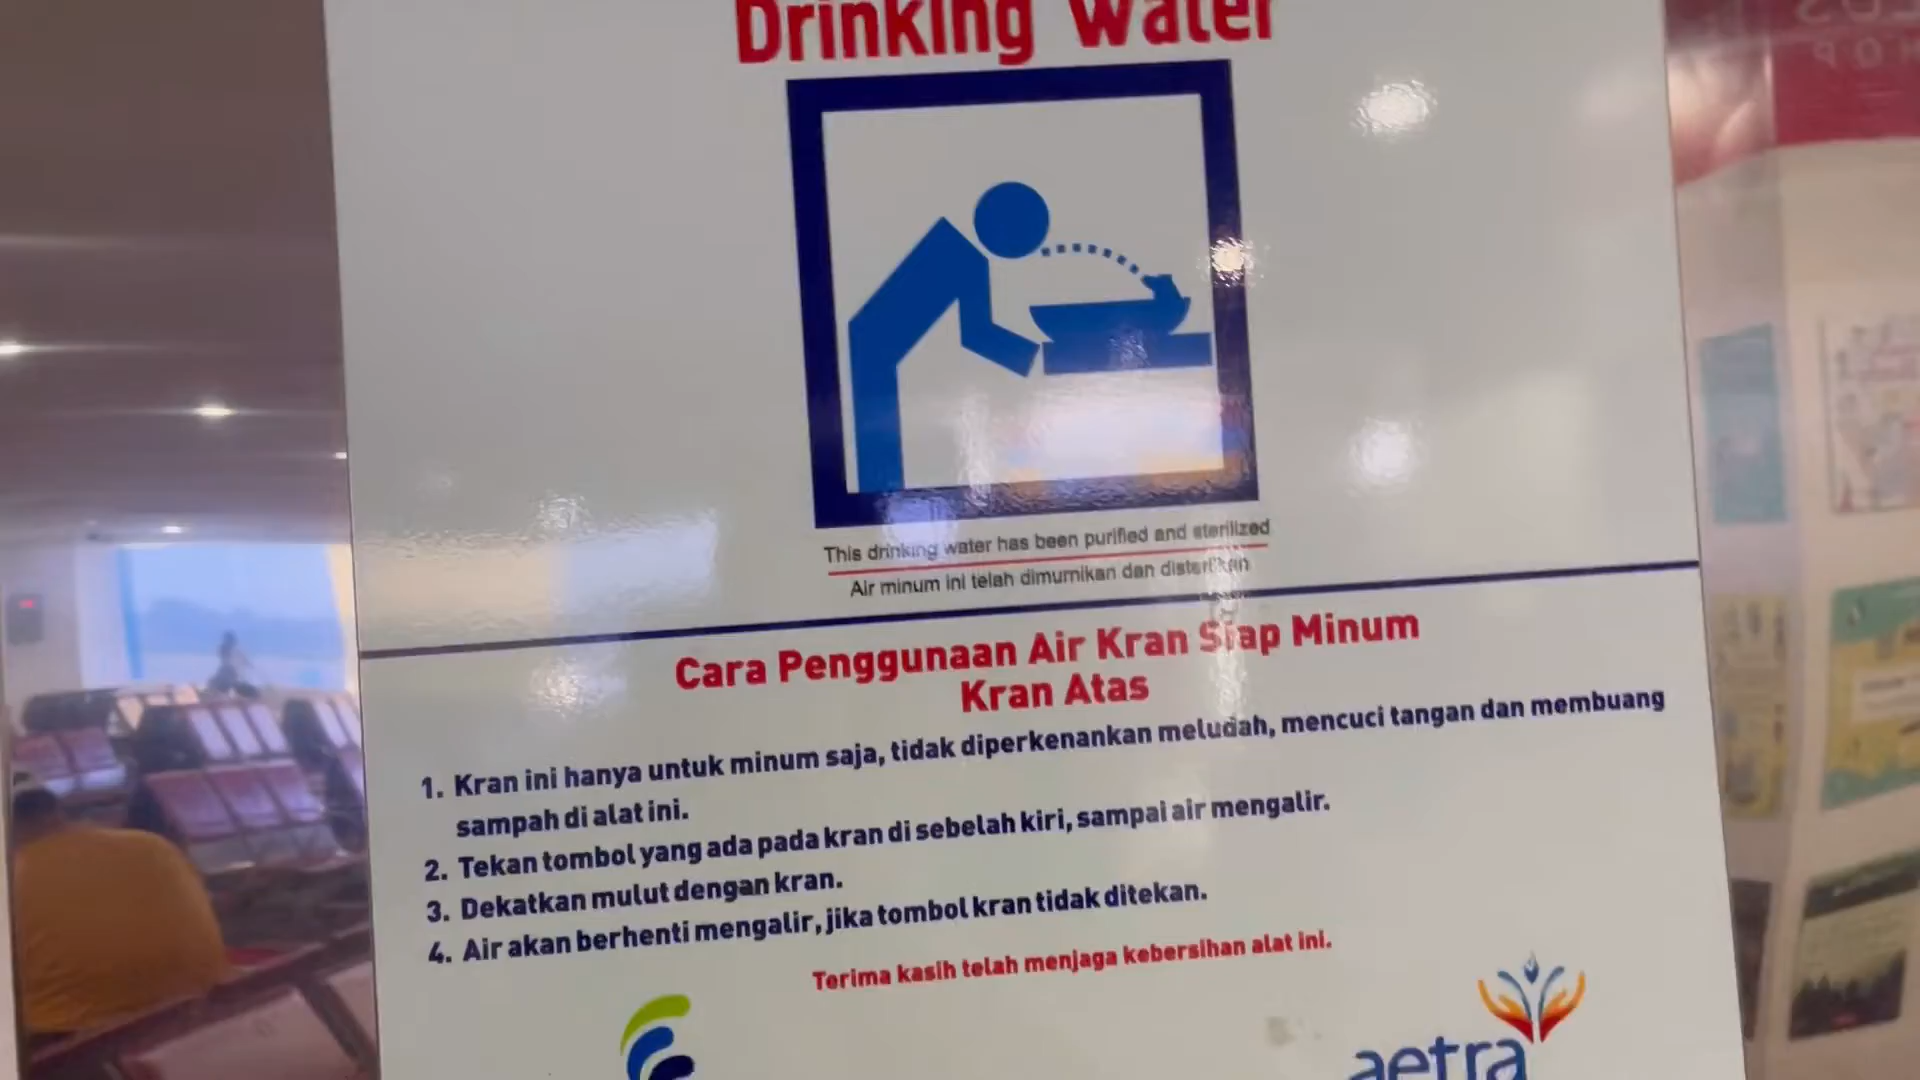 Drinking Water
This drinking water has been purified and sterilized
Air minum ini telah dimurnikan dan disterilkan
Cara Penggunaan Air Kran Siap Minum
Kran Atas
1. Kran ini hanya untuk minum saja, tidak diperkenankan meludah, mencuci tangan dan membuang
sampah di alat ini.
2. Tekan tombol yang ada pada kran di sebelah kiri, sampai air mengalir.
3. Dekatkan mulut dengan kran.
4. Air akan berhenti mengalir, jika tombol kran tidak ditekan.
Terima kasih telah menjaga kebersihan alat ini.
aetra